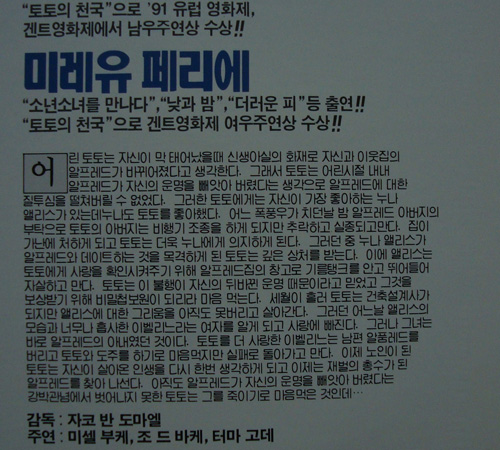 “토토의 천국”으로 '91 유럽 영화제,
겐트영화제에서 남우주연상 수상!!
미레유 페리에
“소년소녀를 만나다”,“낮과 밤”,“더러운 피”등 출연!!
“토토의 천국”으로 겐트영화제 여우주연상 수상!!
어린 토토는 자신이 막 태어났을때 신생아실의 화재로 자신과 이웃집의
알프레드가 바뀌어졌다고 생각한다. 그래서 토토는 어린시절 내내
알프레드가 자신의 운명을 빼앗아 버렸다는 생각으로 알프레드에 대한
질투심을 떨쳐버릴 수 없었다. 그러한 토토에게는 자신이 가장 좋아하는 누나
앨리스가 있는데누나도 토토를 좋아했다. 어느 폭풍우가 치던날 밤 알프레드 아버지의
부탁으로 토토의 아버지는 비행기 조종을 하게 되지만 추락하고 실종되고만다. 집이
가난에 처하게 되고 토토는 더욱 누나에게 의지하게 된다. 그러던 중 누나 앨리스가
알프레드와 데이트하는 것을 목격하게 된 토토는 깊은 상처를 받는다. 이에 앨리스는
토토에게 사랑을 확인시켜주기 위해 알프레드집의 창고로 기름탱크를 안고 뛰어들어
자살하고 만다. 토토는 이 불행이 자신의 뒤바뀐 운명 때문이라고 믿었고 그것을
보상받기 위해 비밀첩보원이 되리라 마음 먹는다. 세월이 흘러 토토는 건축설계사가
되지만 앨리스에 대한 그리움을 아직도 못버리고 살아간다. 그러던 어느날 앨리스의
모습과 너무나 흡사한 이벨리느라는 여자를 알게 되고 사랑에 빠진다. 그러나 그녀는
바로 알프레드의 아내였던 것이다. 토토를 더 사랑한 이벨리느는 남편 알품레드를
버리고 토토와 도주를 하기로 마음먹지만 실패로 돌아가고 만다. 이제 노인이 된
토토는 자신이 살아온 인생을 다시 한번 생각하게 되고 이제는 재벌의 총수가 된
알프레드를 찾아 나선다. 아직도 알프레드가 자신의 운명을 빼앗아 버렸다는
강박관념에서 벗어나지 못한 토토는 그를 죽이기로 마음먹은 것인데…
감독 : 자코 반 도마엘
주연 : 미셀 부케, 조 드 바케, 터마 고데